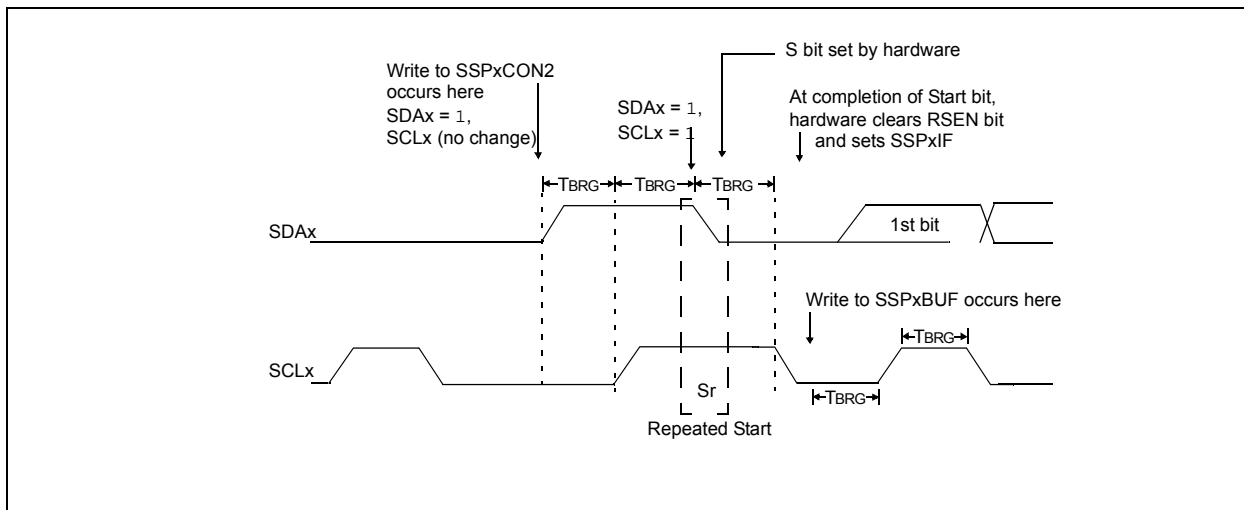 S bit set by hardware
Write to SSPxCON2
occurs here
SDAx = 1,
SCLx (no change)
SDAx = 1,
SCLx = 1
At completion of Start bit,
hardware clears RSEN bit
and sets SSPxIF
TBRG TBRG TBRG
SDAx
1st bit
Write to SSPxBUF occurs here
TBRG
SCLx
Sr
TBRG
Repeated Start